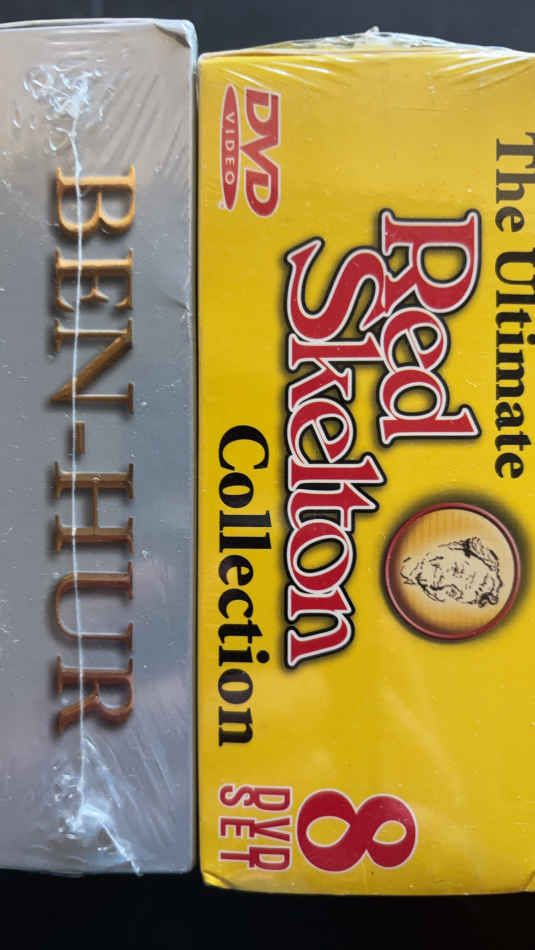 BEN-HUR
The Ultimate
Red
Skelton
Collection
DVD
VIDEO
8
DVD
SET